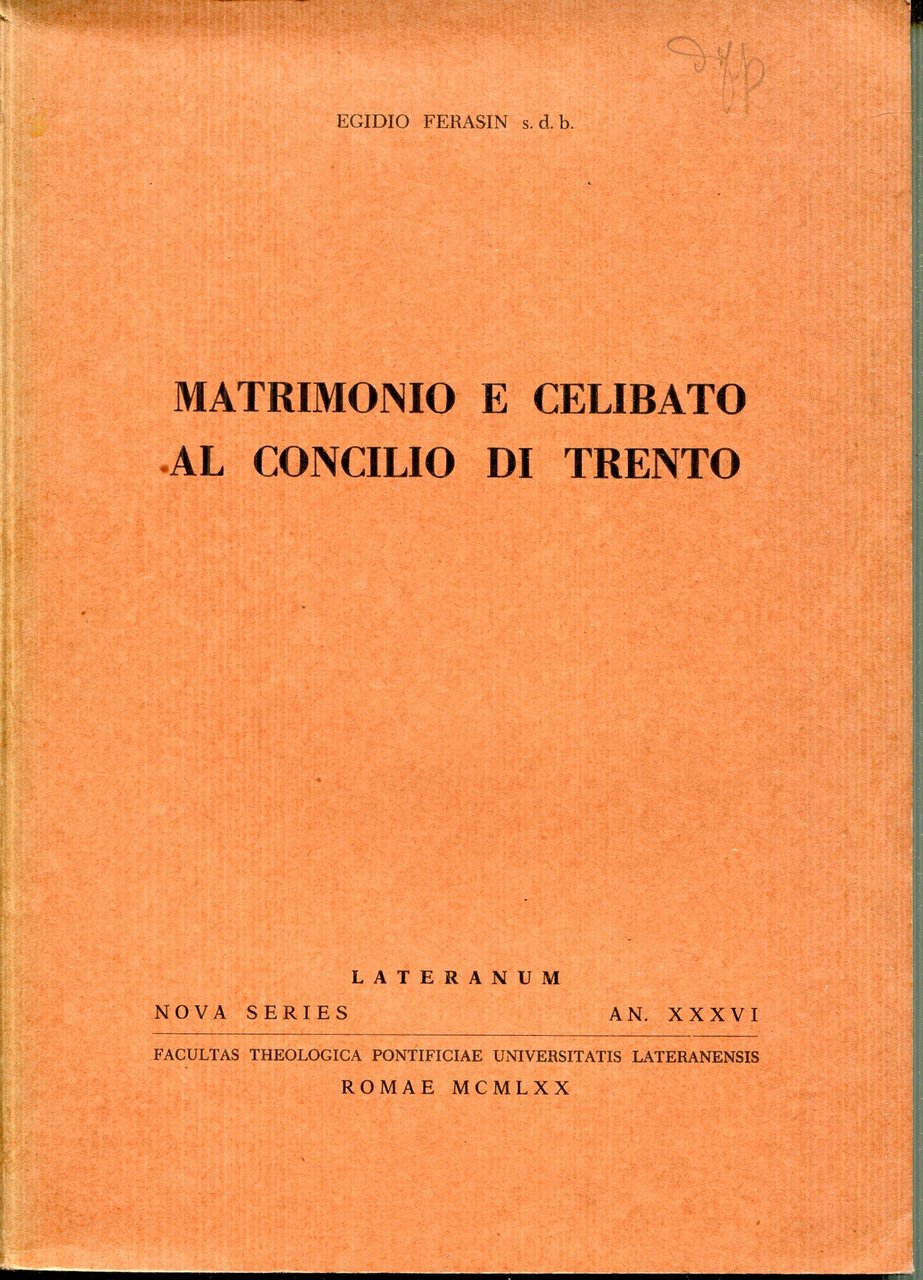 EGIDIO FERASIN s. d. b.
MATRIMONIO E CELIBATO
AL CONCILIO DI TRENTO
LATERANUM
NOVA SERIES AN. XXXVI
FACULTAS THEOLOGICA PONTIFICIAE UNIVERSITATIS LATERANENSIS
ROMAE MCMLXX